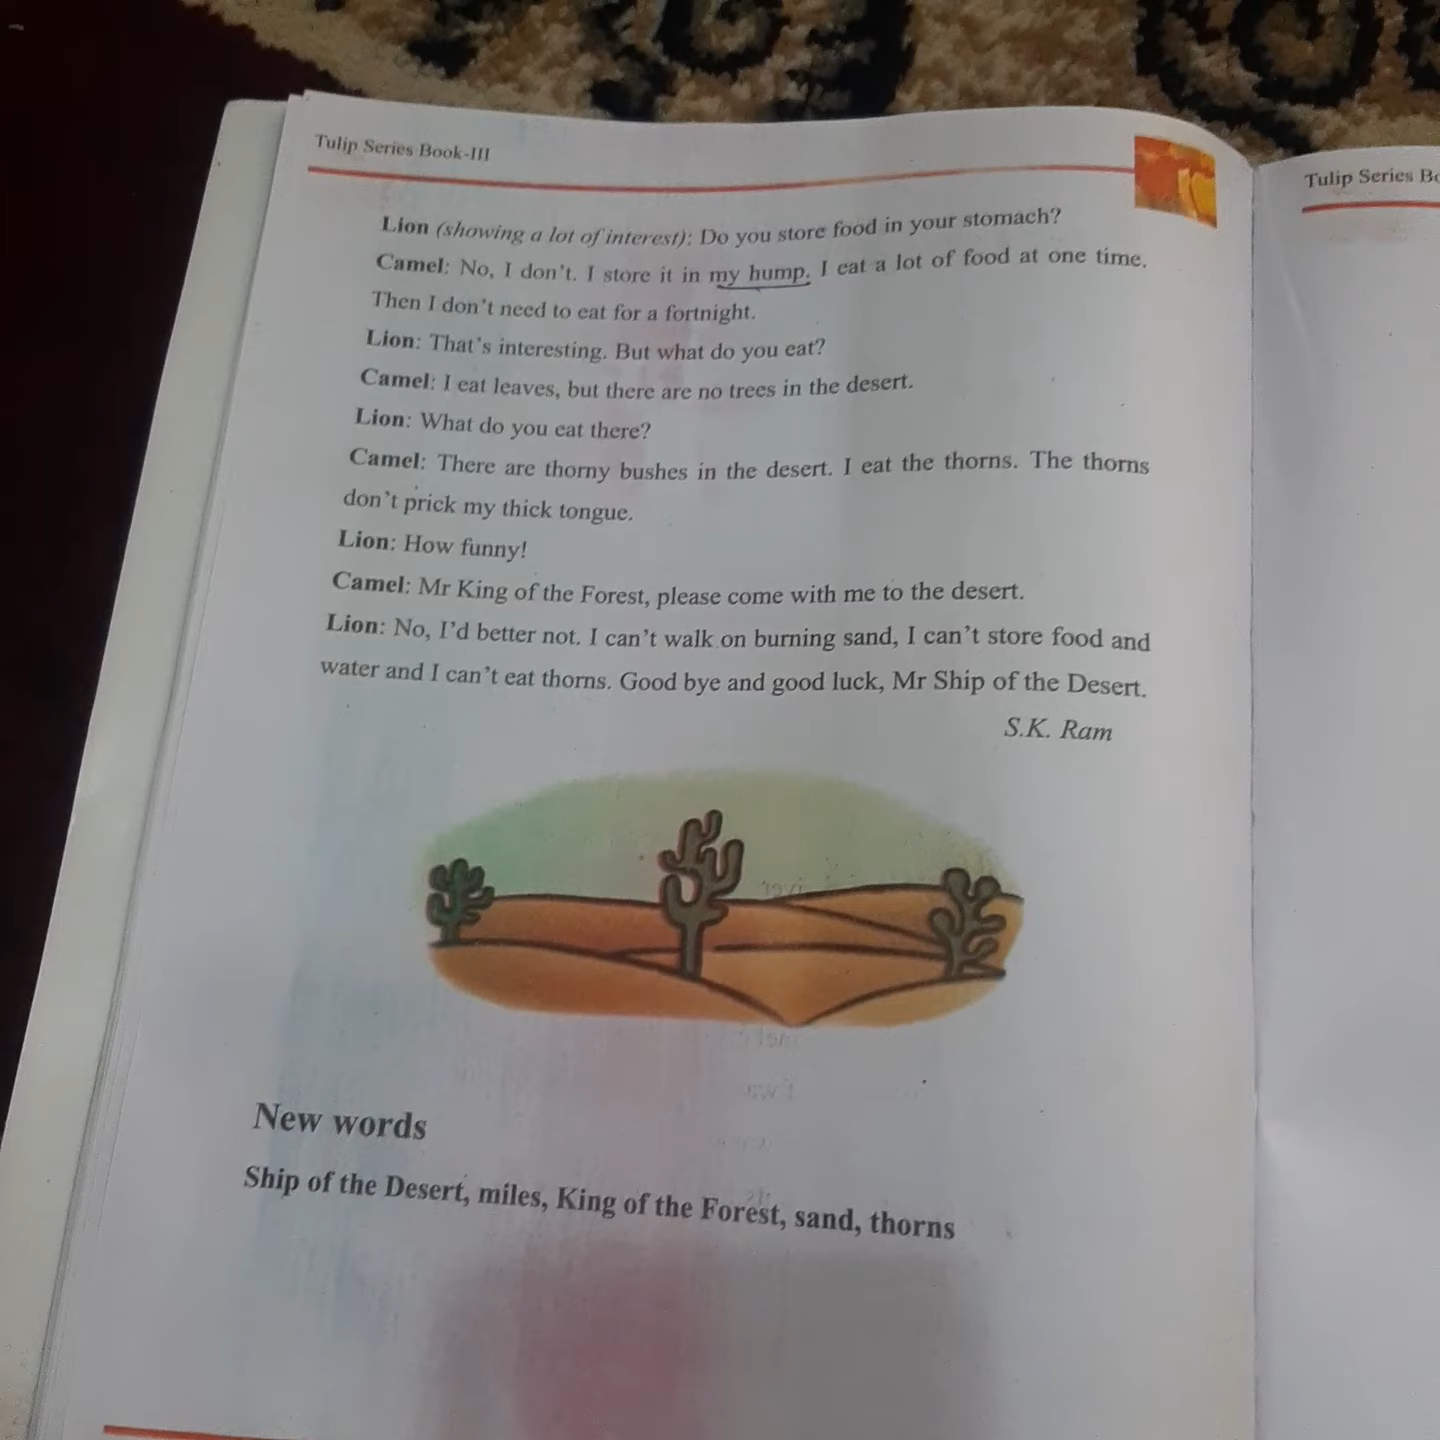 Tulip Series Book-III
Lion (showing a lot of interest): Do you store food in your stomach?
Camel: No, I don't. I store it in my hump. I eat a lot of food at one time.
Then I don't need to eat for a fortnight.
Lion: That's interesting. But what do you eat?
Camel: I eat leaves, but there are no trees in the desert.
Lion: What do you eat there?
Camel: There are thorny bushes in the desert. I eat the thorns. The thorns
don't prick my thick tongue.
Lion: How funny!
Camel: Mr King of the Forest, please come with me to the desert.
Lion: No, I'd better not. I can't walk on burning sand, I can't store food and
water and I can't eat thorns. Good bye and good luck, Mr Ship of the Desert.
S.K. Ram
New words
Ship of the Desert, miles, King of the Forest, sand, thorns
Tulip Series